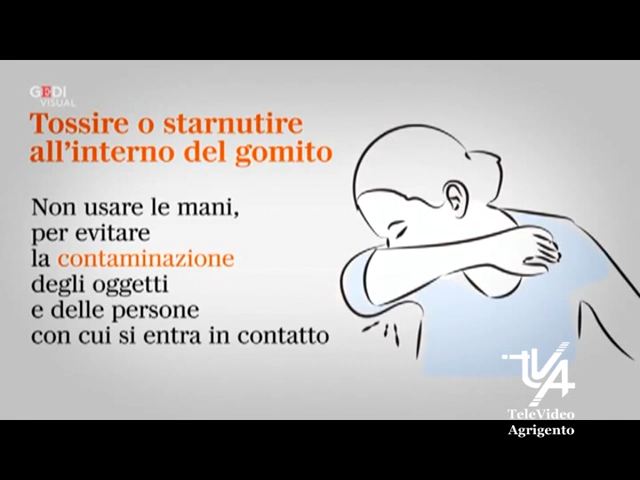 GEDI
VISUAL
Tossire o starnutire
all'interno del gomito
Non usare le mani,
per evitare
la contaminazione
degli oggetti
e delle persone
con cui si entra in contatto
TVA
TeleVideo
Agrigento